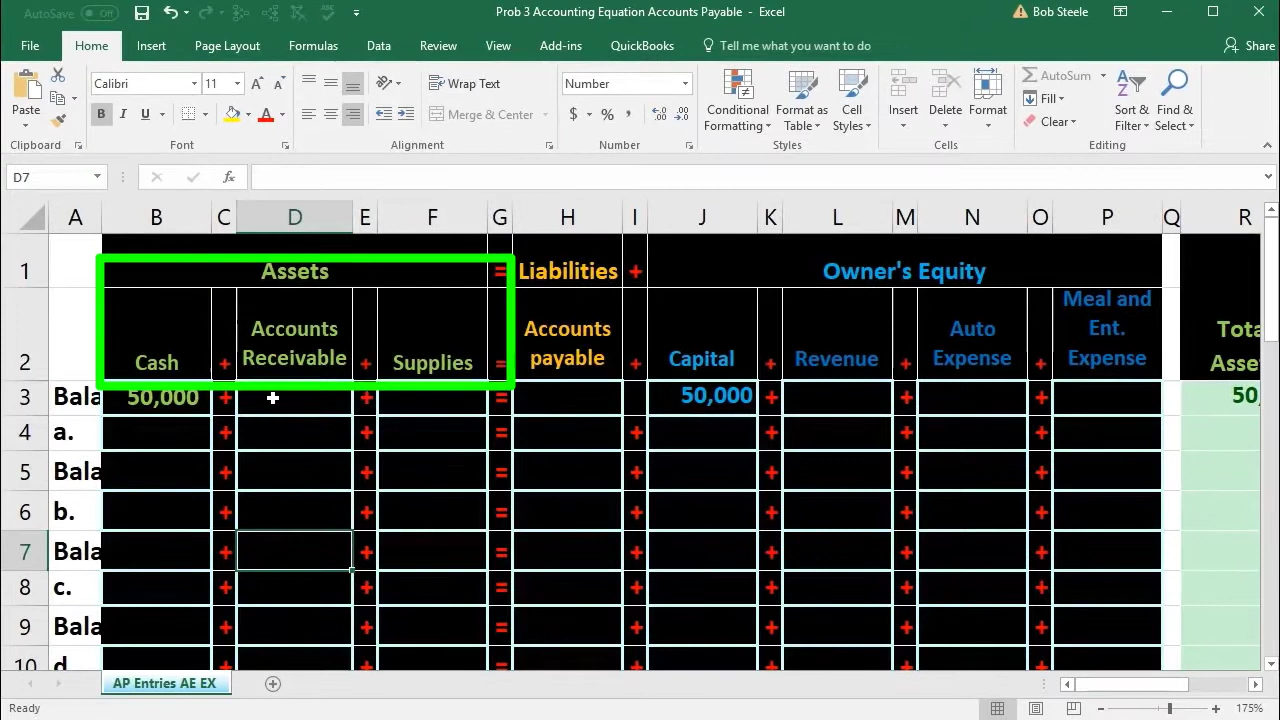 AutoSave Off
Prob 3 Accounting Equation Accounts Payable - Excel
Bob Steele
File Home Insert Page Layout Formulas Data Review View Add-ins QuickBooks Tell me what you want to do Share
Paste
Calibri 11
B I U A
Wrap Text
Merge & Center
Number
$ % ,
Conditional Formatting
Format as Table
Cell Styles
Insert
Delete
Format
AutoSum
Fill
Clear
Sort & Filter
Find & Select
Clipboard Font Alignment Number Styles Cells Editing
D7 fx
A B C D E F G H I J K L M N O P Q R
1 Assets = Liabilities + Owner's Equity
2 Cash + Accounts Receivable + Supplies = Accounts payable + Capital + Revenue + Auto Expense + Meal and Ent. Expense Tota Asse
3 Bala 50,000 + + = 50,000 + + + 50,
4 a. + + = + + + +
5 Bala + + = + + + +
6 b. + + = + + + +
7 Bala + + = + + + +
8 c. + + = + + + +
9 Bala + + = + + + +
10 d + + = + + + +
AP Entries AE EX
Ready 175%